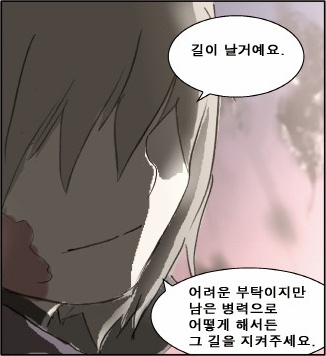 길이 날거예요.
어려운 부탁이지만
남은 병력으로
어떻게 해서든
그 길을 지켜주세요.